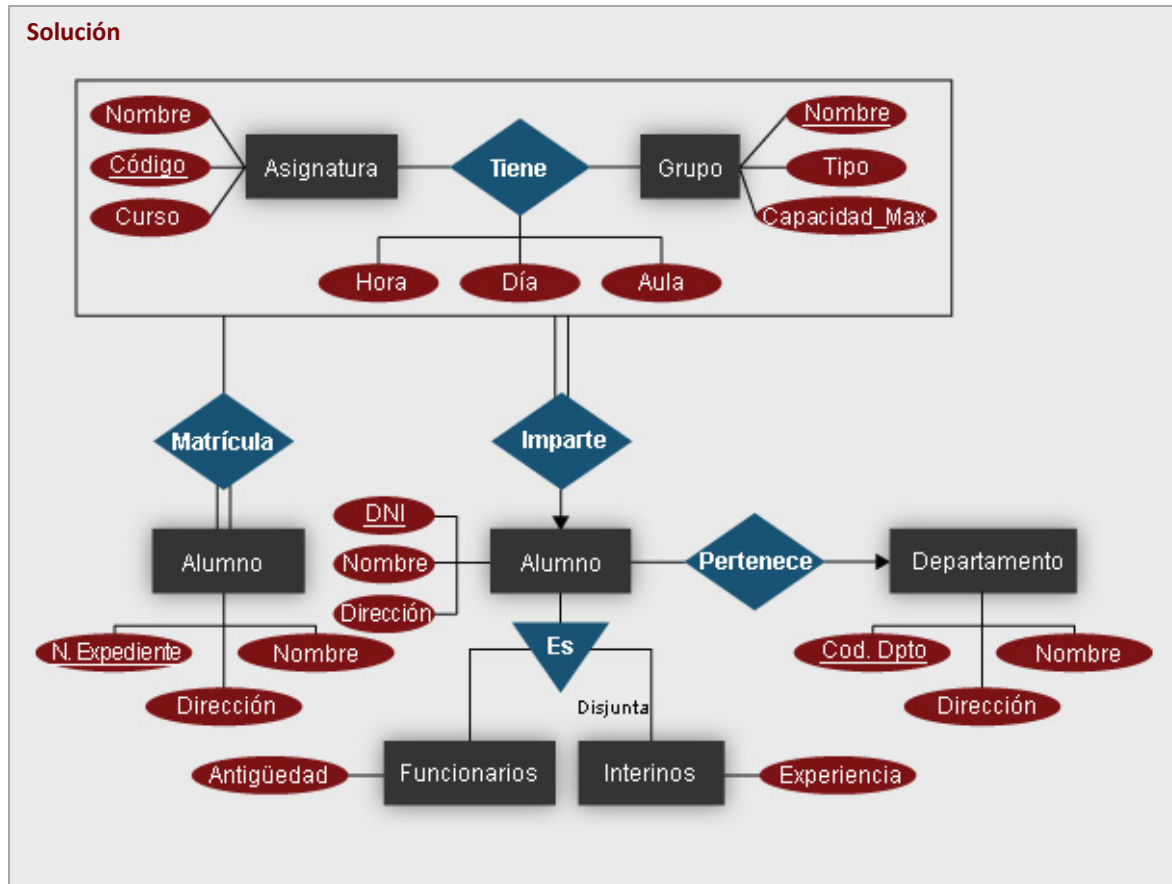 Solución
Nombre
Nombre
Código
Asignatura
Tiene
Grupo
Tipo
Curso
Capacidad_Max
Hora
Día
Aula
Matrícula
Imparte
DNI
Alumno
Nombre
Alumno
Pertenece
Departamento
Dirección
N. Expediente
Nombre
Es
Cod. Dpto
Nombre
Dirección
Disjunta
Dirección
Antigüedad
Funcionarios
Interinos
Experiencia